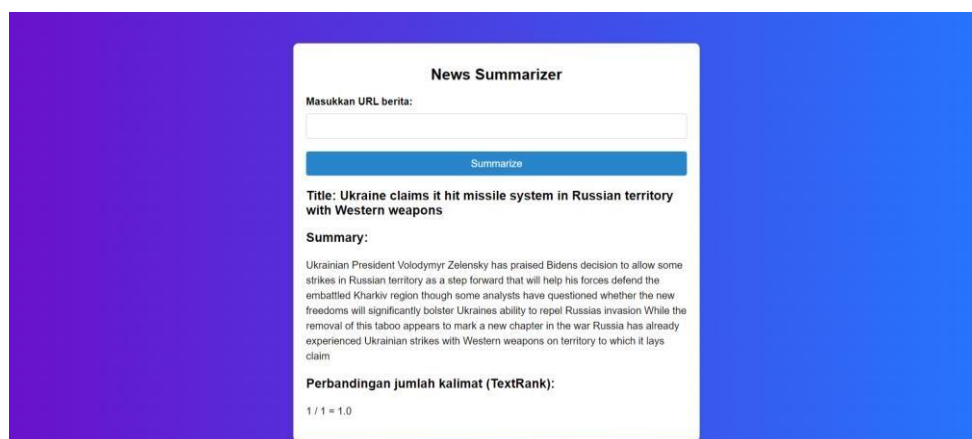 News Summarizer
Masukkan URL berita:
Summarize
Title: Ukraine claims it hit missile system in Russian territory
with Western weapons
Summary:
Ukrainian President Volodymyr Zelensky has praised Bidens decision to allow some
strikes in Russian territory as a step forward that will help his forces defend the
embattled Kharkiv region though some analysts have questioned whether the new
freedoms will significantly bolster Ukraines ability to repel Russias invasion While the
removal of this taboo appears to mark a new chapter in the war Russia has already
experienced Ukrainian strikes with Western weapons on territory to which it lays
claim
Perbandingan jumlah kalimat (TextRank):
1 / 1 = 1.0